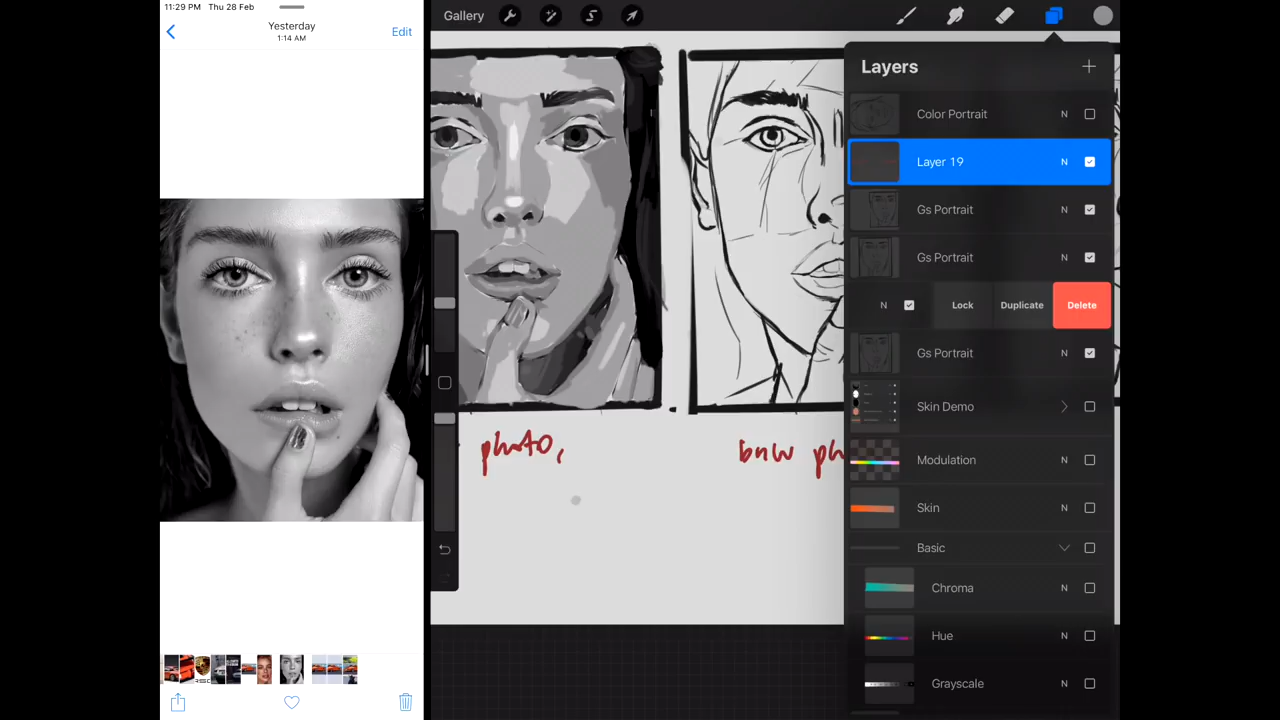 11:29 PM Thu 28 Feb
Yesterday
1:14 AM
Edit
Gallery
Layers
Color Portrait N
Layer 19 N
Gs Portrait N
Gs Portrait N
N Lock Duplicate Delete
Gs Portrait N
Skin Demo
Modulation N
Skin N
Basic
Chroma N
Hue N
Grayscale N
photo,
bnw ph